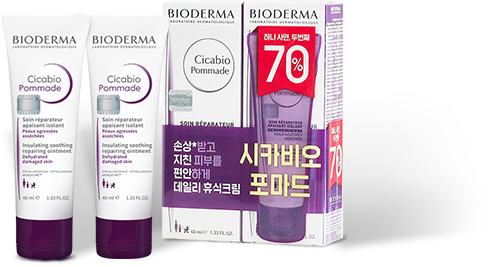 BIODERMA
LABORATOIRE DERMATOLOGIQUE
Cicabio
Pommade
Soin réparateur
apaisant isolant
Peaux agressées
asséchées
Insulating soothing
repairing ointment
Dehydrated
damaged skin
40 ml e 1.33 FL.OZ.
BIODERMA
LABORATOIRE DERMATOLOGIQUE
Cicabio
Pommade
Soin réparateur
apaisant isolant
Peaux agressées
asséchées
Insulating soothing
repairing ointment
Dehydrated
damaged skin
40 ml e 1.33 FL.OZ.
BIODERMA
LABORATOIRE DERMATOLOGIQUE
Cicabio
Pommade
SOIN RÉPARATEUR
BIODERMA
하나 사면, 두번째
70%
SOIN RÉPARATEUR
APAISANT-ISOLANT
손상*받고
지친 피부를
편안하게
데일리 휴식크림
시카비오
포마드
70%
40 ml e 1.33 FL.OZ.